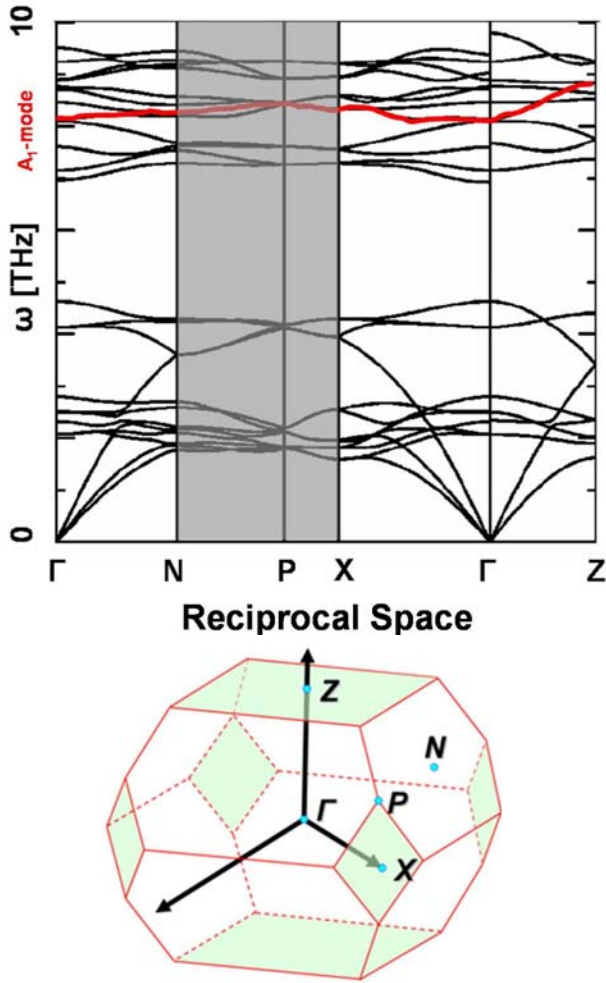 10
A₁-mode
ω [THz]
0
Γ N P X Γ Z
Reciprocal Space
Z
N
P
Γ
X